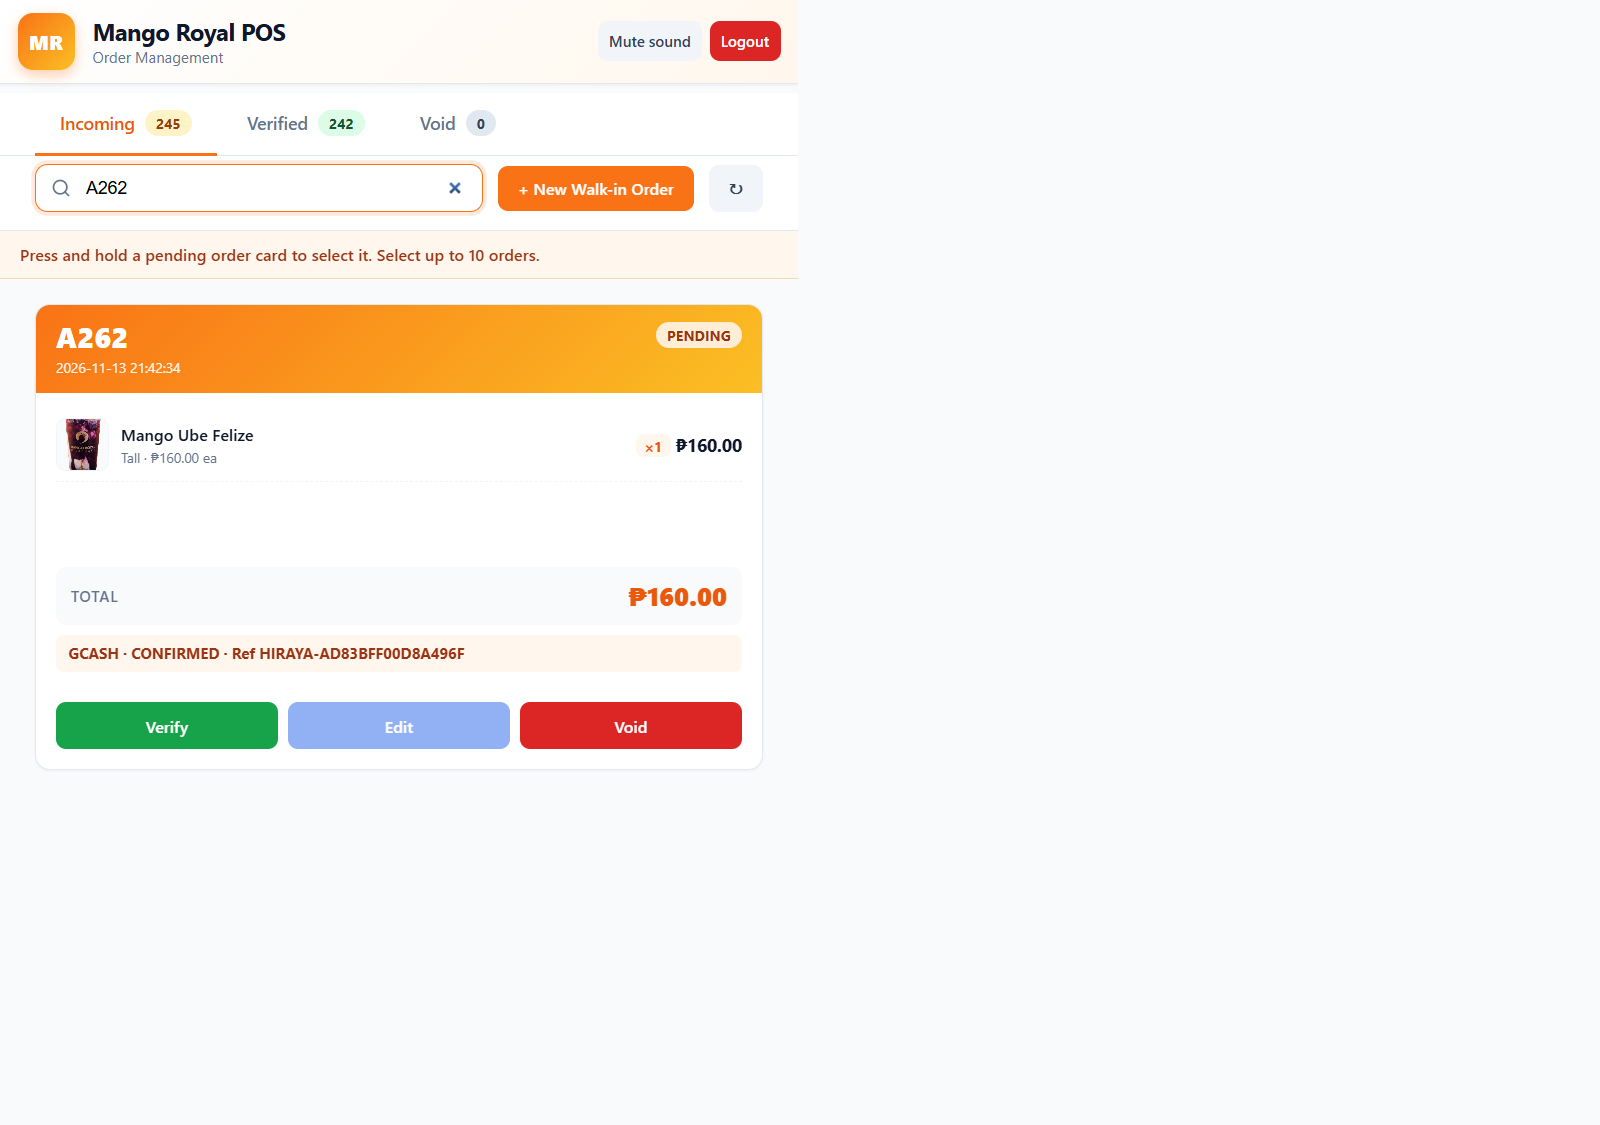 MR
Mango Royal POS
Order Management
Mute sound
Logout
Incoming 245
Verified 242
Void 0
A262
+ New Walk-in Order
Press and hold a pending order card to select it. Select up to 10 orders.
A262
PENDING
2026-11-13 21:42:34
Mango Ube Felize
Tall · ₱160.00 ea
×1 ₱160.00
TOTAL
₱160.00
GCASH · CONFIRMED · Ref HIRAYA-AD83BFF00D8A496F
Verify
Edit
Void